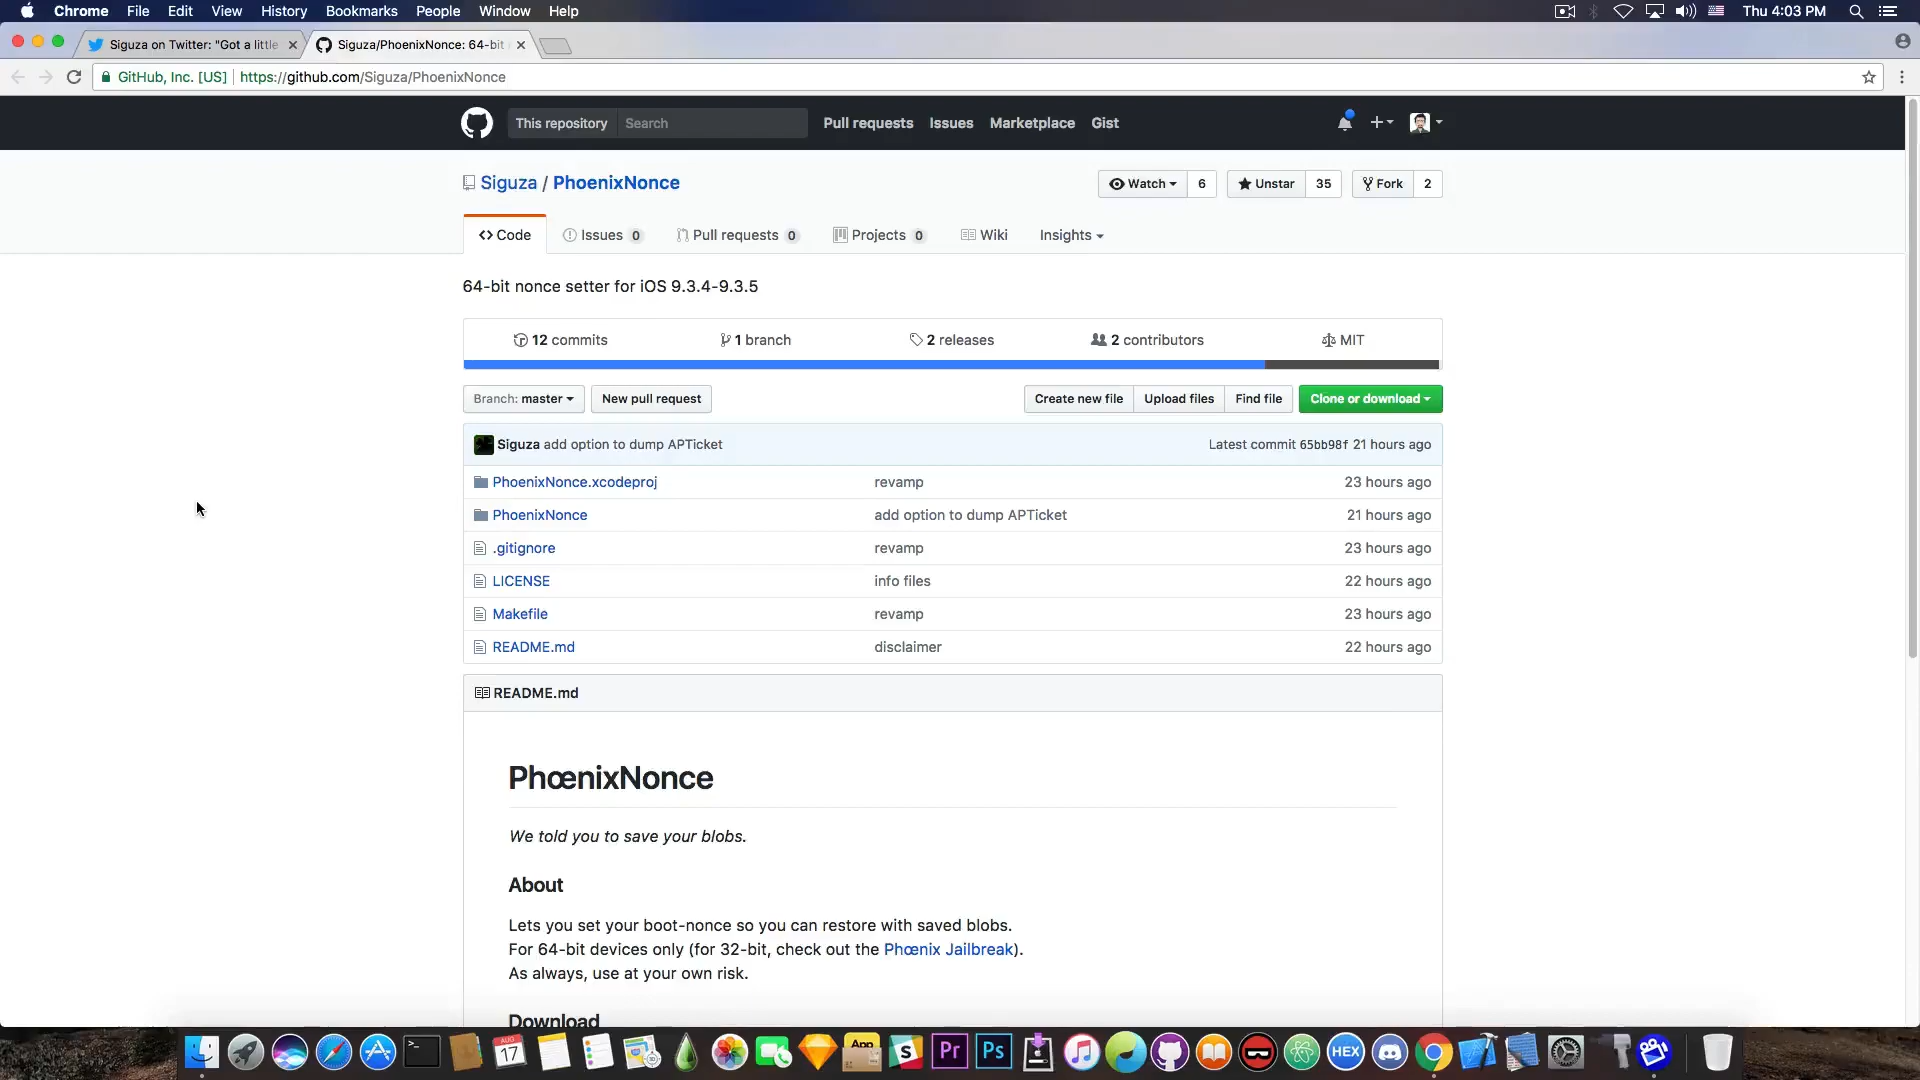 Chrome File Edit View History Bookmarks People Window Help Thu 4:03 PM
Siguza on Twitter: "Got a little
Siguza/PhoenixNonce: 64-bit
GitHub, Inc. [US] https://github.com/Siguza/PhoenixNonce
This repository Search Pull requests Issues Marketplace Gist
Siguza / PhoenixNonce
Watch 6 Unstar 35 Fork 2
Code Issues 0 Pull requests 0 Projects 0 Wiki Insights
64-bit nonce setter for iOS 9.3.4-9.3.5
12 commits 1 branch 2 releases 2 contributors MIT
Branch: master New pull request Create new file Upload files Find file Clone or download
Siguza add option to dump APTicket Latest commit 65bb98f 21 hours ago
PhoenixNonce.xcodeproj revamp 23 hours ago
PhoenixNonce add option to dump APTicket 21 hours ago
.gitignore revamp 23 hours ago
LICENSE info files 22 hours ago
Makefile revamp 23 hours ago
README.md disclaimer 22 hours ago
README.md
PhœnixNonce
We told you to save your blobs.
About
Lets you set your boot-nonce so you can restore with saved blobs.
For 64-bit devices only (for 32-bit, check out the Phœnix Jailbreak).
As always, use at your own risk.
Download
AUG
17
App
S
Pr
Ps
HEX